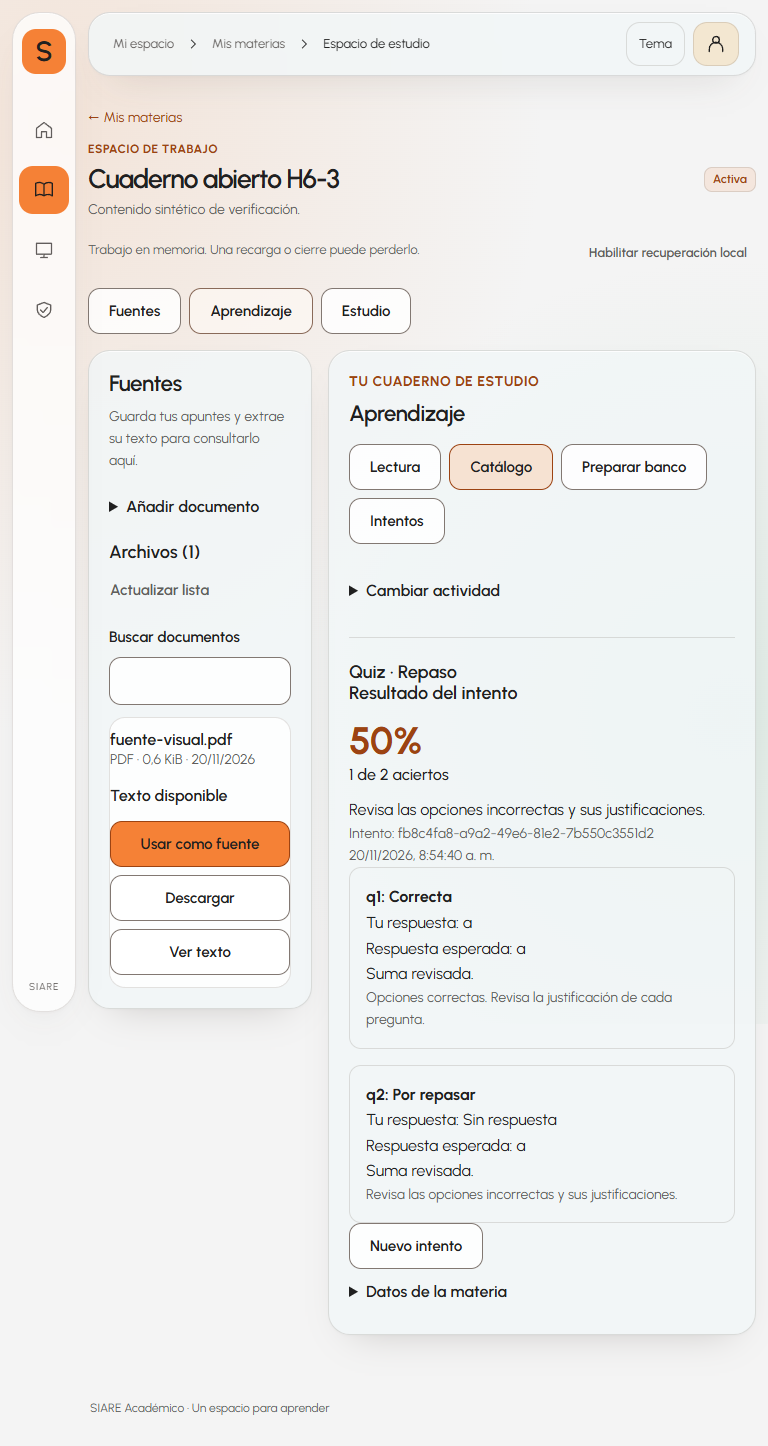 S
Mi espacio > Mis materias > Espacio de estudio
Tema
← Mis materias
ESPACIO DE TRABAJO
Cuaderno abierto H6-3
Activa
Contenido sintético de verificación.
Trabajo en memoria. Una recarga o cierre puede perderlo.
Habilitar recuperación local
Fuentes
Aprendizaje
Estudio
Fuentes
Guarda tus apuntes y extrae
su texto para consultarlo
aquí.
Añadir documento
Archivos (1)
Actualizar lista
Buscar documentos
fuente-visual.pdf
PDF · 0,6 KiB · 20/11/2026
Texto disponible
Usar como fuente
Descargar
Ver texto
SIARE
TU CUADERNO DE ESTUDIO
Aprendizaje
Lectura
Catálogo
Preparar banco
Intentos
Cambiar actividad
Quiz · Repaso
Resultado del intento
50%
1 de 2 aciertos
Revisa las opciones incorrectas y sus justificaciones.
Intento: fb8c4fa8-a9a2-49e6-81e2-7b550c3551d2
20/11/2026, 8:54:40 a. m.
q1: Correcta
Tu respuesta: a
Respuesta esperada: a
Suma revisada.
Opciones correctas. Revisa la justificación de cada
pregunta.
q2: Por repasar
Tu respuesta: Sin respuesta
Respuesta esperada: a
Suma revisada.
Revisa las opciones incorrectas y sus justificaciones.
Nuevo intento
Datos de la materia
SIARE Académico · Un espacio para aprender